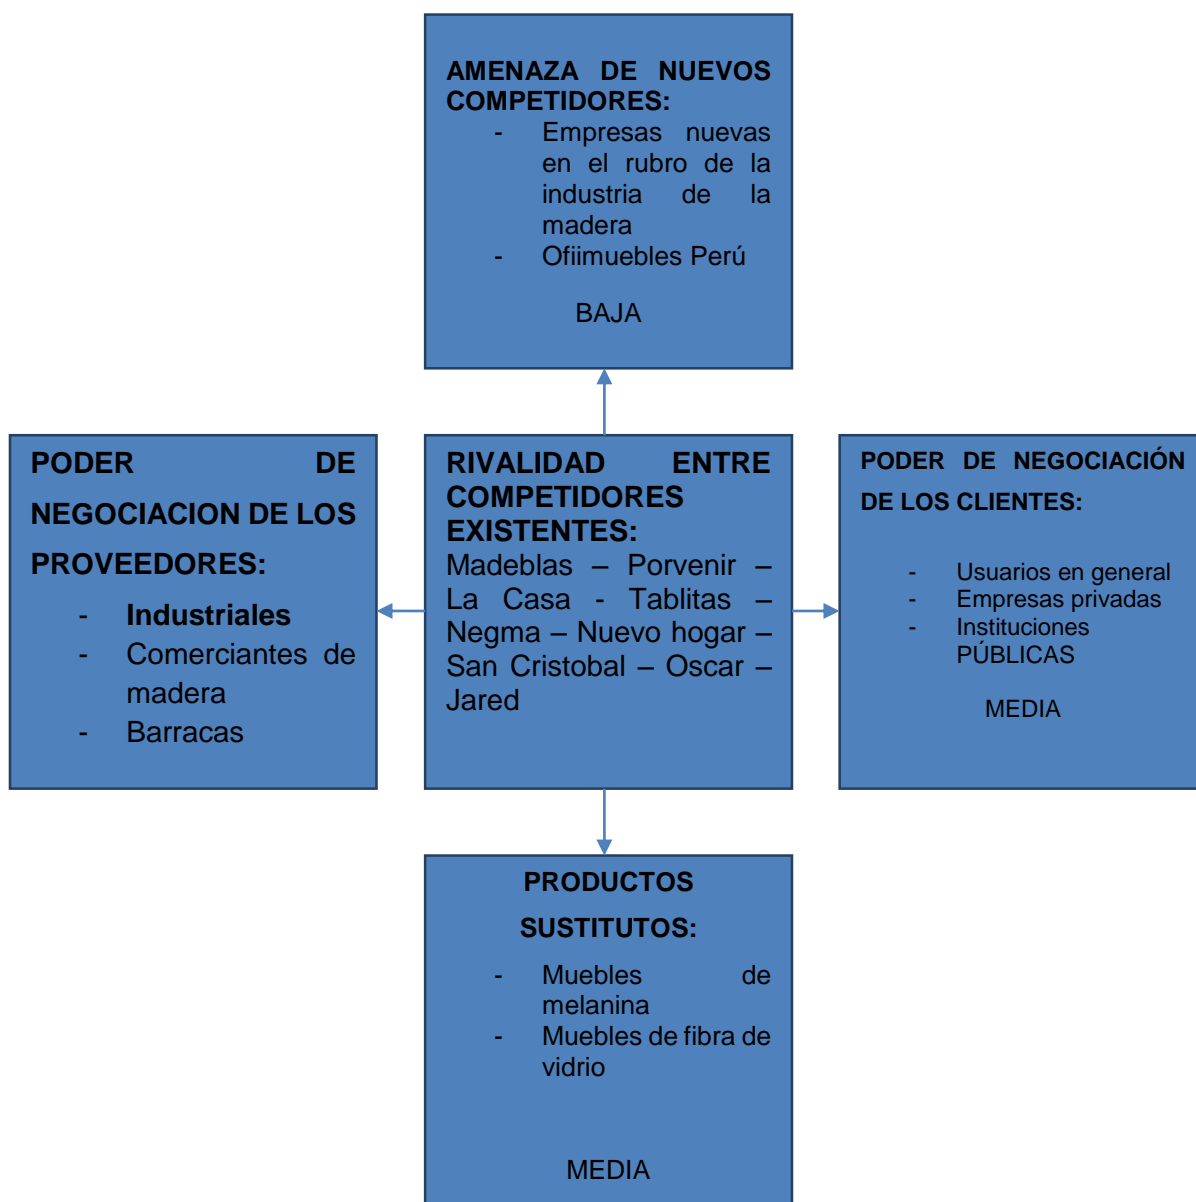 AMENAZA DE NUEVOS
COMPETIDORES:
- Empresas nuevas
en el rubro de la
industria de la
madera
- Ofiimuebles Perú
BAJA
PODER DE
NEGOCIACION DE LOS
PROVEEDORES:
- Industriales
- Comerciantes de
madera
- Barracas
RIVALIDAD ENTRE
COMPETIDORES
EXISTENTES:
Madeblas – Porvenir –
La Casa - Tablitas –
Negma – Nuevo hogar –
San Cristobal – Oscar –
Jared
PODER DE NEGOCIACIÓN
DE LOS CLIENTES:
- Usuarios en general
- Empresas privadas
- Instituciones
PÚBLICAS
MEDIA
PRODUCTOS
SUSTITUTOS:
- Muebles de
melanina
- Muebles de fibra de
vidrio
MEDIA